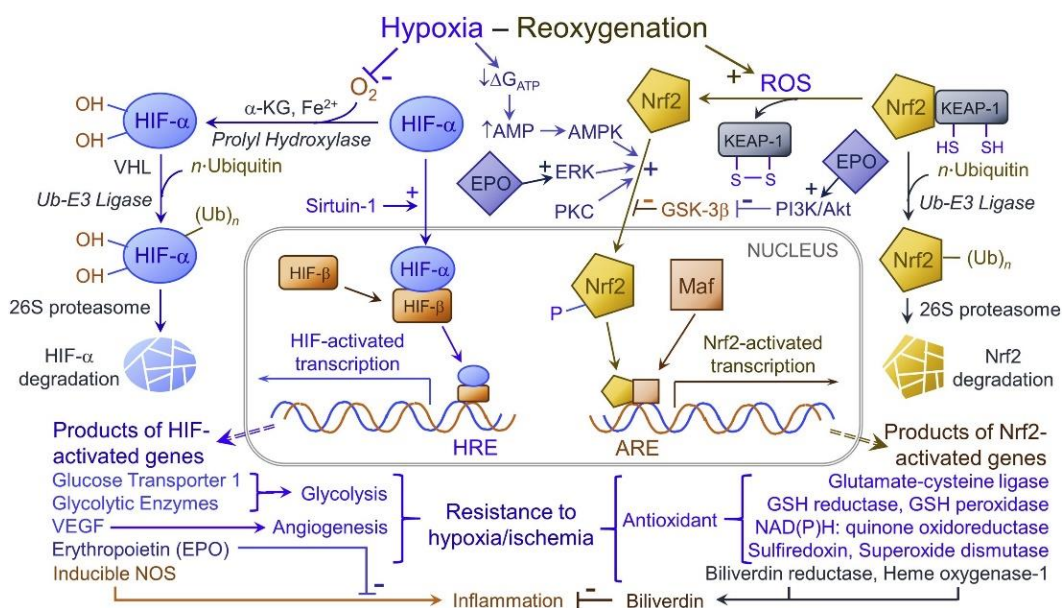 Hypoxia – Reoxygenation
OH
OH
HIF-α
α-KG, Fe²⁺
Prolyl Hydroxylase
O₂
-
HIF-α
↓ΔG_ATP
↑AMP
AMPK
EPO
+
ERK
PKC
+
Nrf2
+
ROS
KEAP-1
S
S
Nrf2
KEAP-1
HS
SH
EPO
+
PI3K/Akt
-
GSK-3β
-
VHL
n·Ubiquitin
Ub-E3 Ligase
n·Ubiquitin
Ub-E3 Ligase
Sirtuin-1
+
OH
OH
HIF-α
(Ub)n
26S proteasome
HIF-α
degradation
NUCLEUS
HIF-β
HIF-α
HIF-β
HIF-activated
transcription
HRE
Nrf2
P
Maf
Nrf2-activated
transcription
ARE
Nrf2
(Ub)n
26S proteasome
Nrf2
degradation
Products of HIF-
activated genes
Glucose Transporter 1
Glycolytic Enzymes
Glycolysis
VEGF
Angiogenesis
Erythropoietin (EPO)
Inducible NOS
Resistance to
hypoxia/ischemia
Antioxidant
Products of Nrf2-
activated genes
Glutamate-cysteine ligase
GSH reductase, GSH peroxidase
NAD(P)H: quinone oxidoreductase
Sulfiredoxin, Superoxide dismutase
Biliverdin reductase, Heme oxygenase-1
-
Inflammation
-
Biliverdin